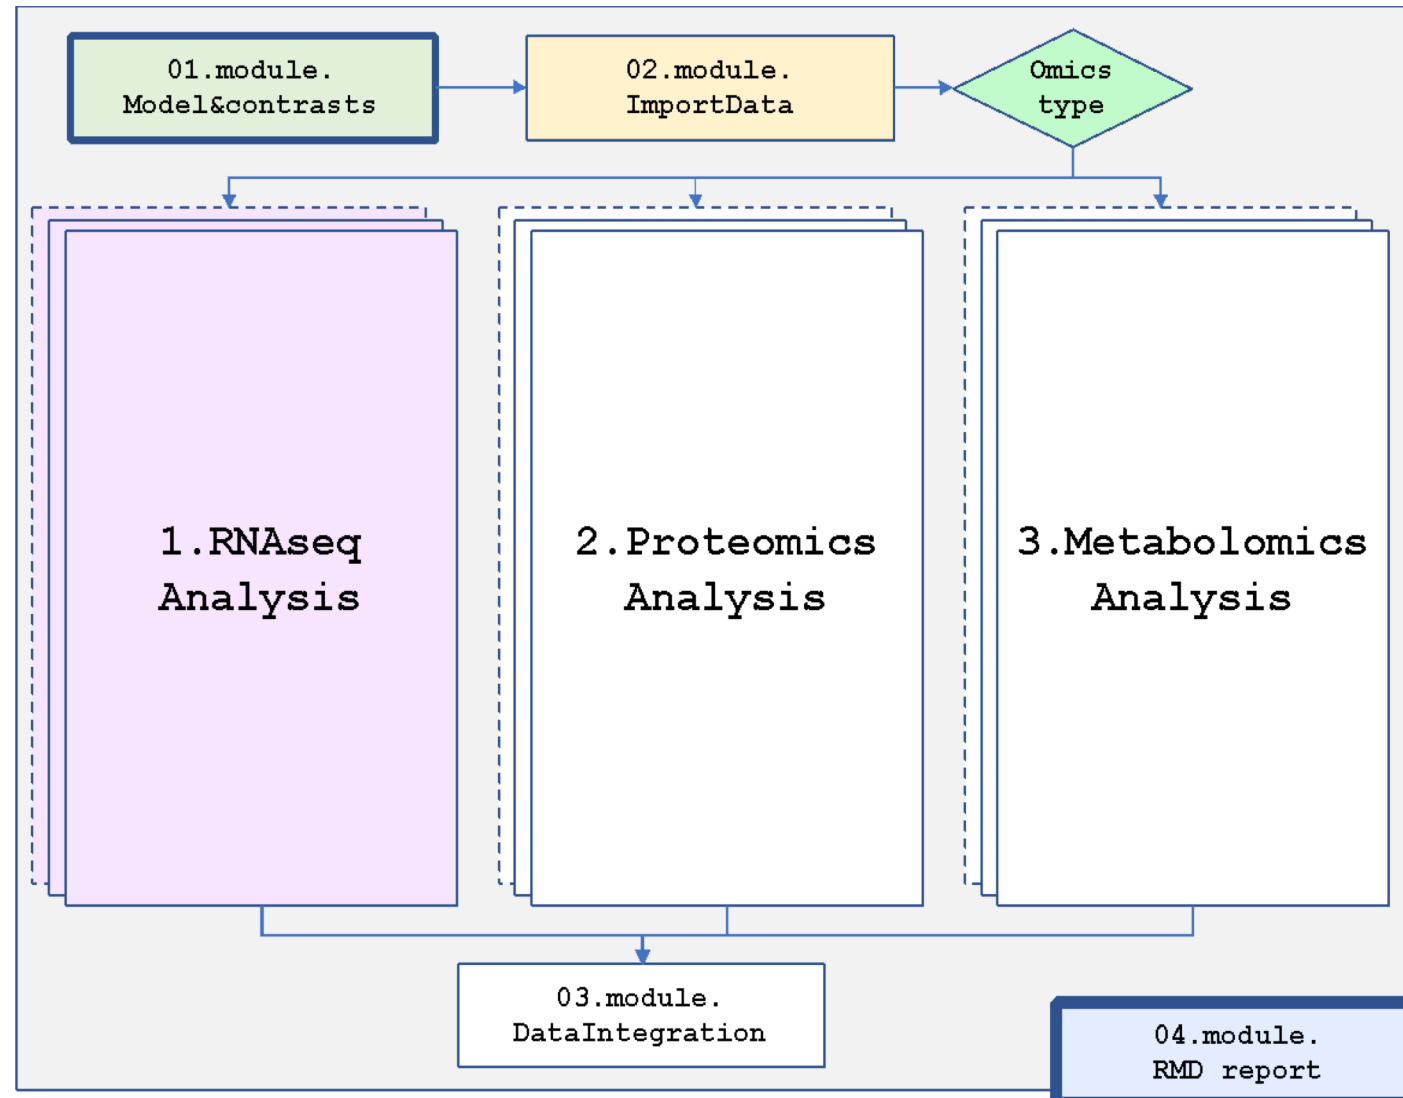 01.module.
Model&contrasts
02.module.
ImportData
Omics
type
1.RNAseq
Analysis
2.Proteomics
Analysis
3.Metabolomics
Analysis
03.module.
DataIntegration
04.module.
RMD report